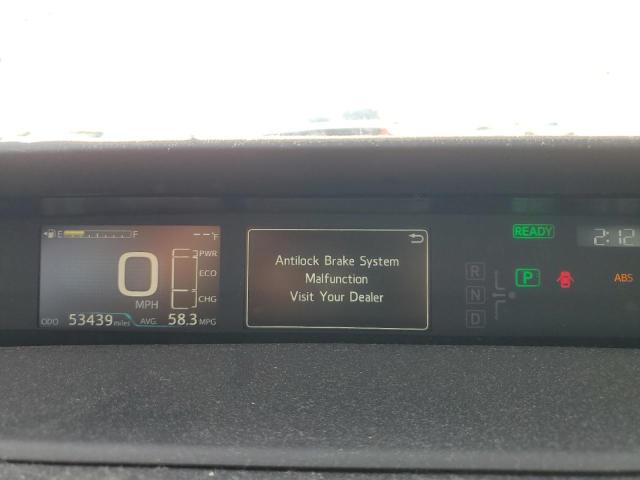 E F
--°F
0
MPH
PWR
ECO
CHG
ODO 53439 miles AVG 58.3 MPG
Antilock Brake System
Malfunction
Visit Your Dealer
READY
2:12
R
N
D
P
ABS